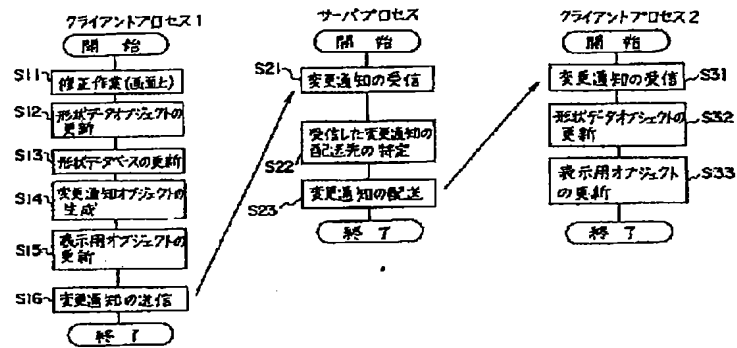 クライアントプロセス1
開始
S11
修正作業(画面上)
S12
形状データオブジェクトの
更新
S13
形状データベースの更新
S14
変更通知オブジェクトの
生成
S15
表示用オブジェクトの
更新
S16
変更通知の送信
終了
サーバプロセス
開始
S21
変更通知の受信
受信した変更通知の
配送先の特定
S22
変更通知の配送
S23
終了
クライアントプロセス2
開始
変更通知の受信
S31
形状データオブジェクトの
更新
S32
表示用オブジェクト
の更新
S33
終了